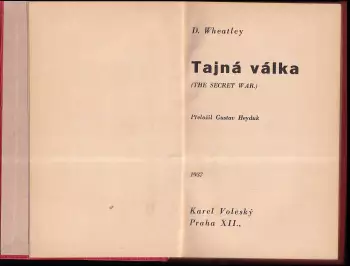 D. Wheatley
Tajná válka
(THE SECRET WAR.)
Přeložil Gustav Heyduk
1937
Karel Voleský
Praha XII.,